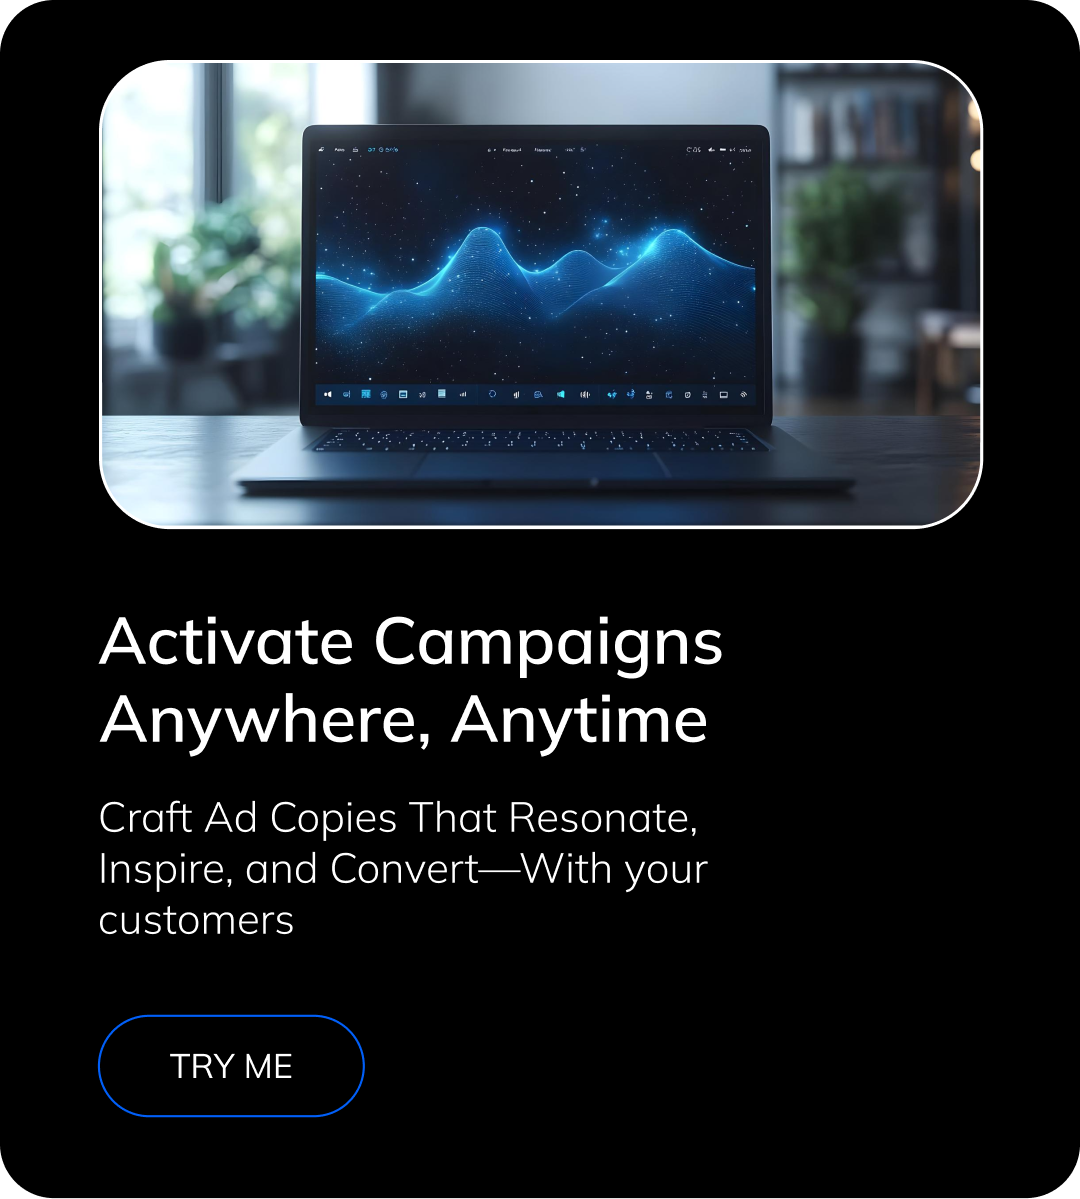 Activate Campaigns
Anywhere, Anytime
Craft Ad Copies That Resonate,
Inspire, and Convert—With your
customers
TRY ME